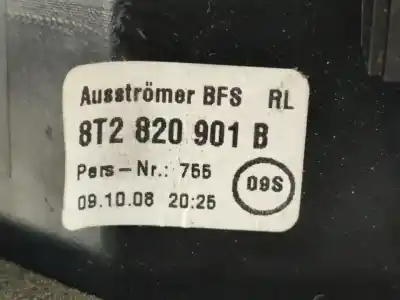 Ausströmer BFS RL
8T2 820 901 B
Pers-Nr.: 755
09S
09.10.08 20:25